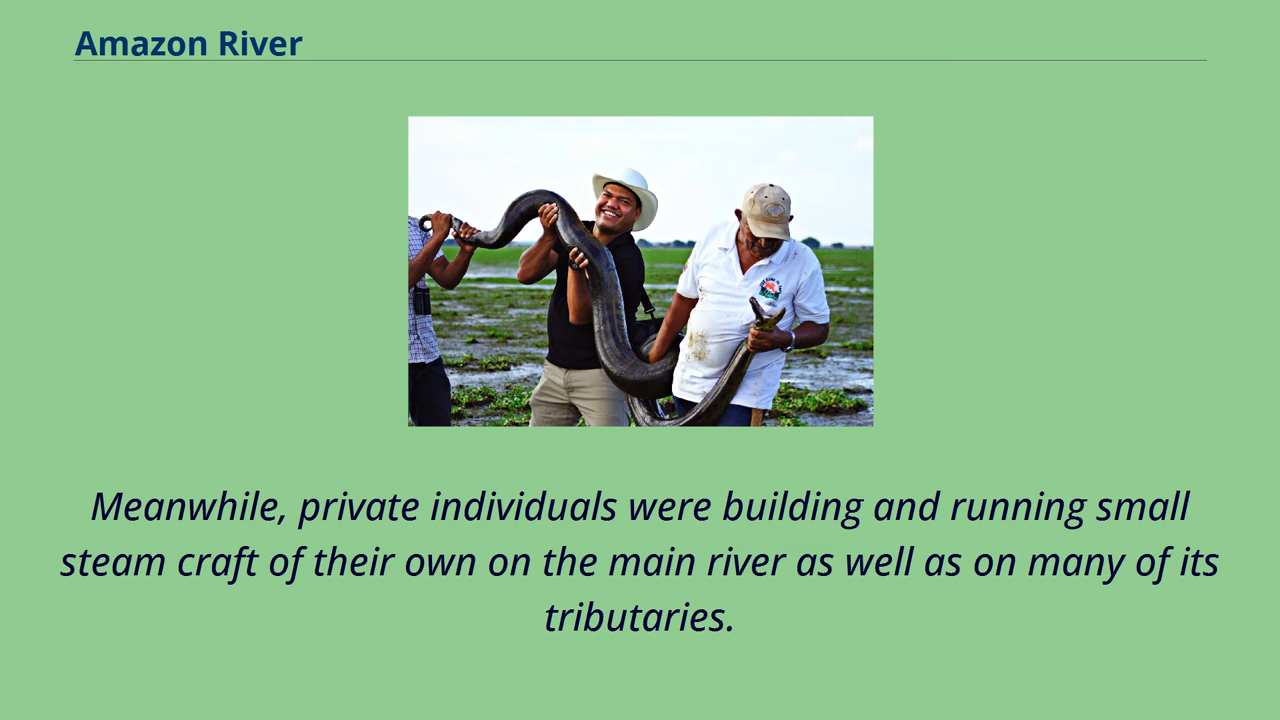 Amazon River
Meanwhile, private individuals were building and running small
steam craft of their own on the main river as well as on many of its
tributaries.